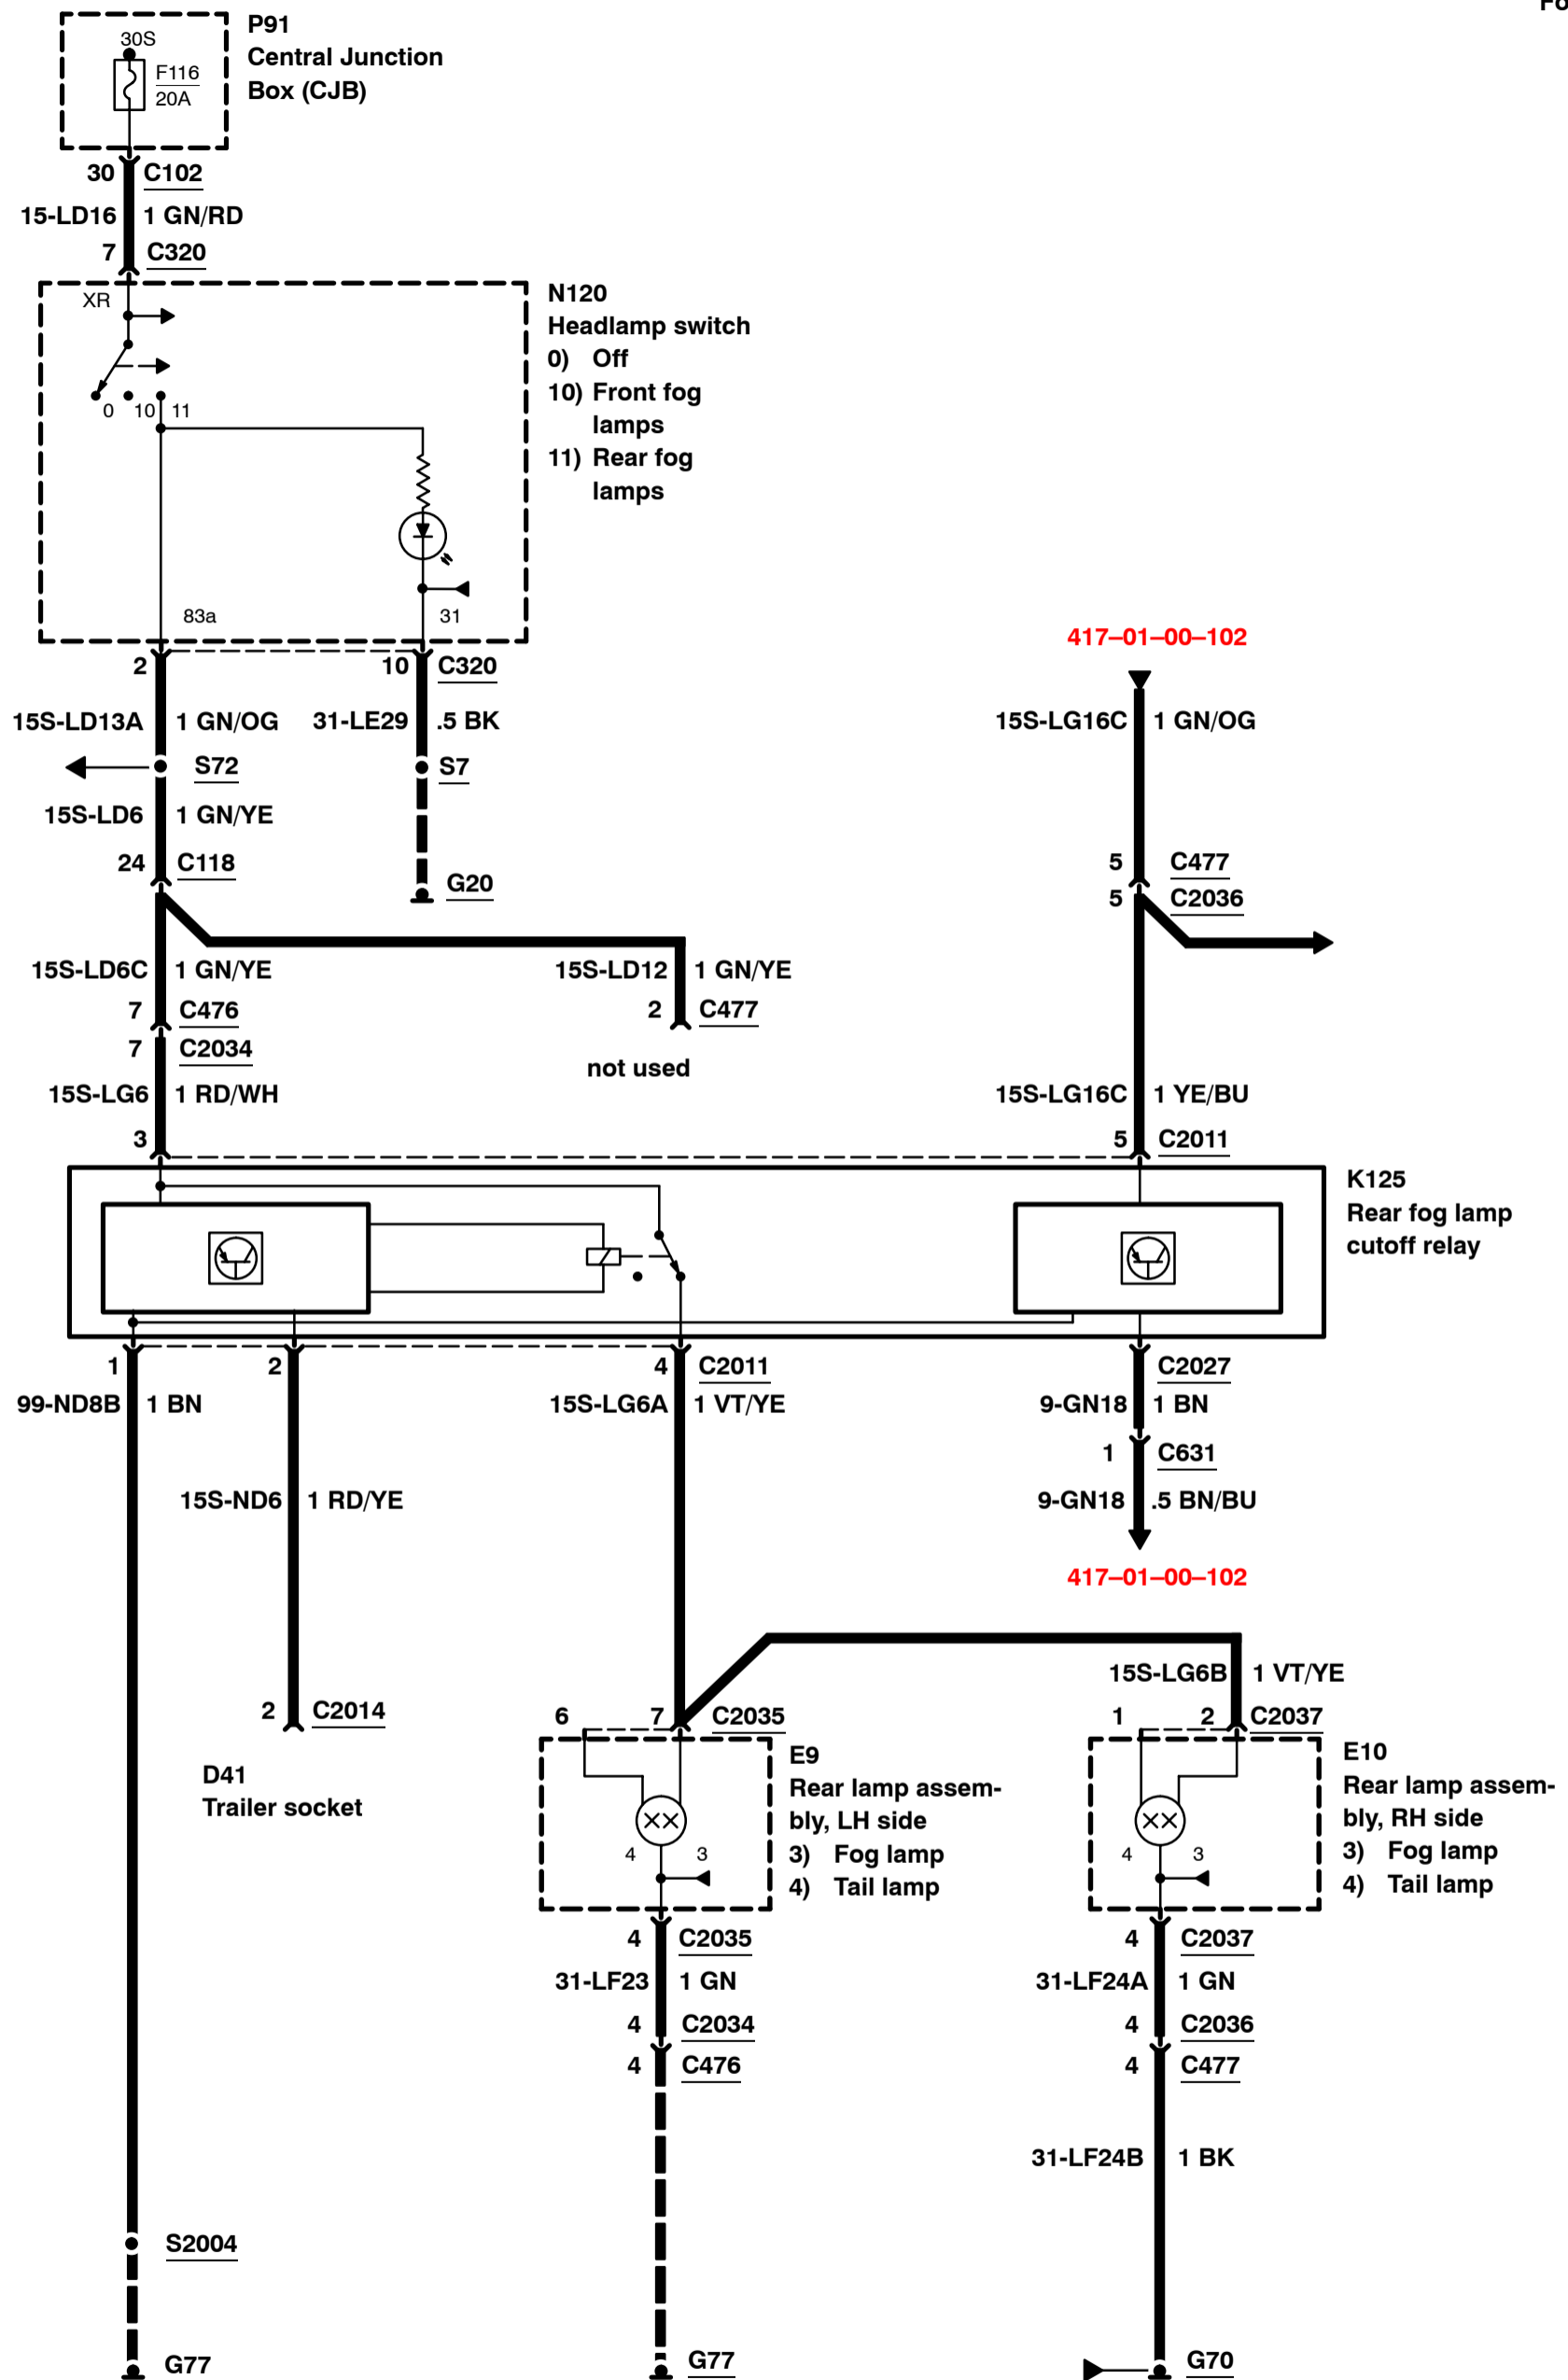 Fo
P91
Central Junction
Box (CJB)
30S
F116
20A
30 C102
15-LD16 1 GN/RD
7 C320
XR
0 10 11
83a 31
N120
Headlamp switch
0) Off
10) Front fog
lamps
11) Rear fog
lamps
2 10 C320
15S-LD13A 1 GN/OG 31-LE29 .5 BK
S72 S7
15S-LD6 1 GN/YE
24 C118
G20
15S-LD6C 1 GN/YE 15S-LD12 1 GN/YE
7 C476 2 C477
7 C2034
not used
15S-LG6 1 RD/WH
3
417–01–00–102
15S-LG16C 1 GN/OG
5 C477
5 C2036
15S-LG16C 1 YE/BU
5 C2011
K125
Rear fog lamp
cutoff relay
1 2 4 C2011 C2027
99-ND8B 1 BN 15S-LG6A 1 VT/YE 9-GN18 1 BN
1 C631
15S-ND6 1 RD/YE 9-GN18 .5 BN/BU
417–01–00–102
15S-LG6B 1 VT/YE
2 C2014 6 7 C2035 1 2 C2037
D41
Trailer socket
E9
Rear lamp assem-
bly, LH side
3) Fog lamp
4) Tail lamp
4 3
E10
Rear lamp assem-
bly, RH side
3) Fog lamp
4) Tail lamp
4 3
4 C2035 4 C2037
31-LF23 1 GN 31-LF24A 1 GN
4 C2034 4 C2036
4 C476 4 C477
31-LF24B 1 BK
S2004
G77 G77 G70